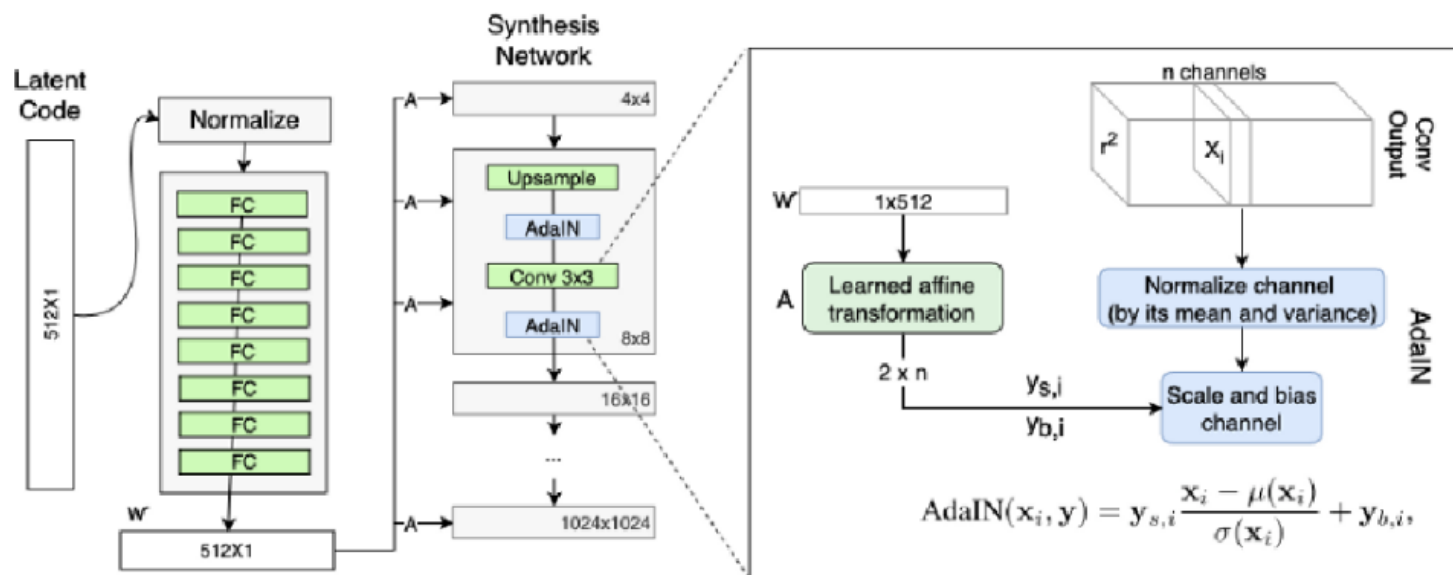 Latent
Code
512X1
Normalize
FC
FC
FC
FC
FC
FC
FC
FC
w
512X1
Synthesis
Network
A
4x4
A
Upsample
AdaIN
A
Conv 3x3
AdaIN
8x8
16x16
...
A
1024x1024
n channels
r²
Xi
Conv
Output
w
1x512
A
Learned affine
transformation
2 x n
ys,i
yb,i
Normalize channel
(by its mean and variance)
Scale and bias
channel
AdaIN
AdaIN(xi, y) = ys,i (xi − μ(xi)) / σ(xi) + yb,i,